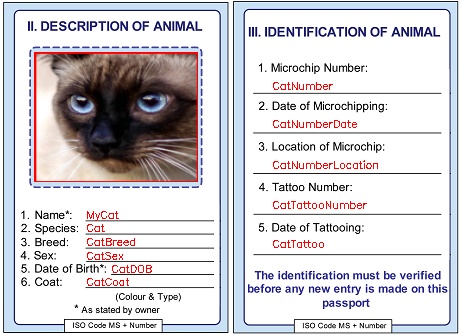 II. DESCRIPTION OF ANIMAL
1. Name*: MyCat
2. Species: Cat
3. Breed: CatBreed
4. Sex: CatSex
5. Date of Birth*: CatDOB
6. Coat: CatCoat
(Colour & Type)
* As stated by owner
ISO Code MS + Number
III. IDENTIFICATION OF ANIMAL
1. Microchip Number:
CatNumber
2. Date of Microchipping:
CatNumberDate
3. Location of Microchip:
CatNumberLocation
4. Tattoo Number:
CatTattooNumber
5. Date of Tattooing:
CatTattoo
The identification must be verified
before any new entry is made on this
passport
ISO Code MS + Number